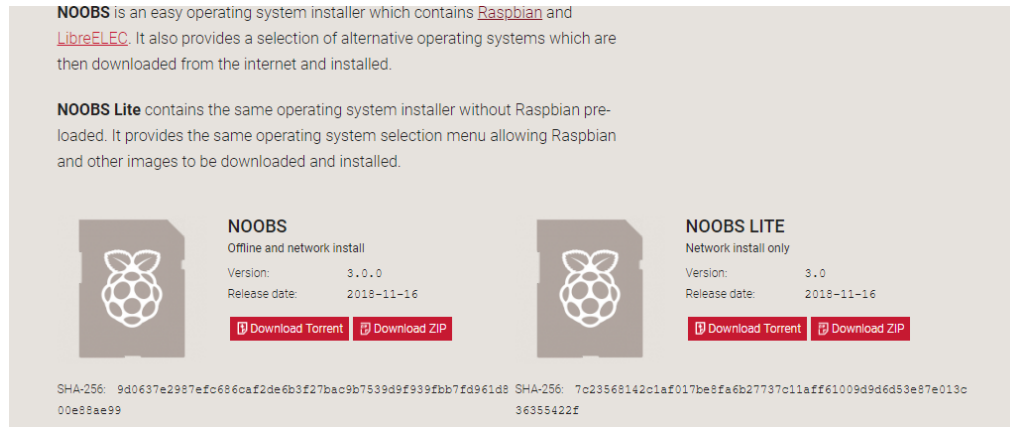 NOOBS is an easy operating system installer which contains Raspbian and
LibreELEC. It also provides a selection of alternative operating systems which are
then downloaded from the internet and installed.
NOOBS Lite contains the same operating system installer without Raspbian pre-
loaded. It provides the same operating system selection menu allowing Raspbian
and other images to be downloaded and installed.
NOOBS
Offline and network install
Version: 3.0.0
Release date: 2018-11-16
Download Torrent Download ZIP
SHA-256: 9d0637e2987efc686caf2de6b3f27bac9b7539d9f939fbb7fd961d8
00e88ae99
NOOBS LITE
Network install only
Version: 3.0
Release date: 2018-11-16
Download Torrent Download ZIP
SHA-256: 7c23568142c1af017be8fa6b27737c11aff61009d9d6d53e87e013c
36355422f